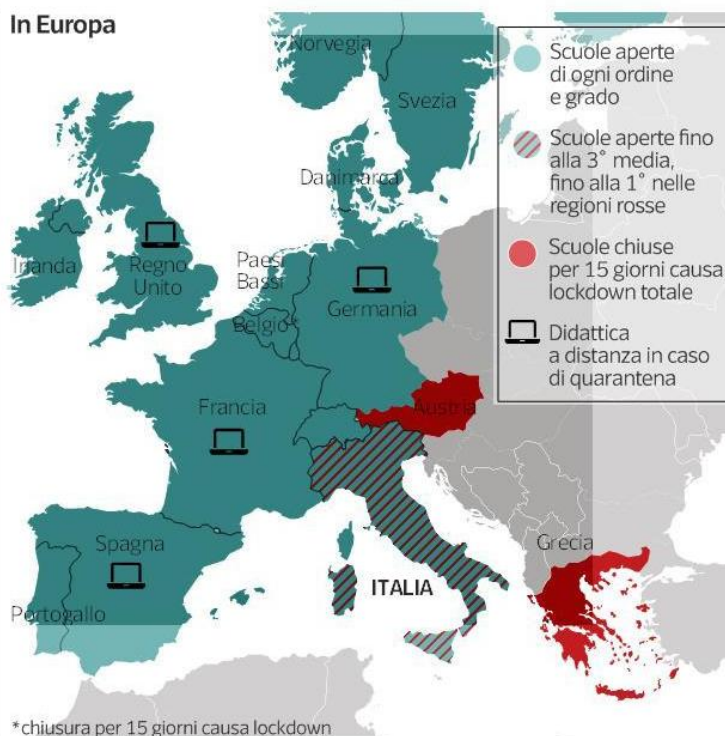 In Europa
Norvegia
Svezia
Danimarca
Irlanda
Regno
Unito
Paesi
Bassi
Belgio*
Germania
Francia
Austria
Spagna
Portogallo
ITALIA
Grecia
Scuole aperte
di ogni ordine
e grado
Scuole aperte fino
alla 3° media,
fino alla 1° nelle
regioni rosse
Scuole chiuse
per 15 giorni causa
lockdown totale
Didattica
a distanza in caso
di quarantena
*chiusura per 15 giorni causa lockdown